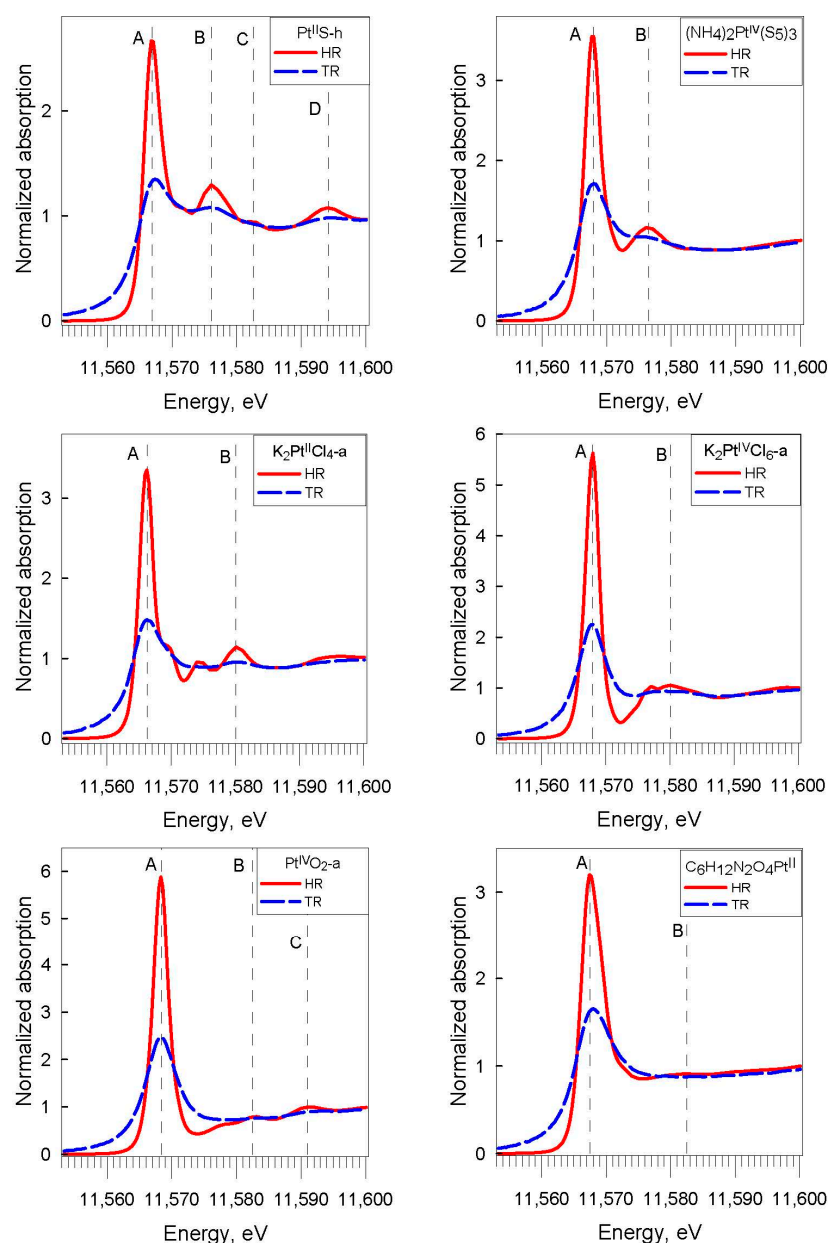 A B C Pt^II S-h
HR
TR
D
Normalized absorption
2
1
0
11,560 11,570 11,580 11,590 11,600
Energy, eV
A B (NH4)2Pt^IV(S5)3
HR
TR
Normalized absorption
3
2
1
0
11,560 11,570 11,580 11,590 11,600
Energy, eV
A B K₂Pt^IICl₄-a
HR
TR
Normalized absorption
3
2
1
0
11,560 11,570 11,580 11,590 11,600
Energy, eV
A B K₂Pt^IVCl₆-a
HR
TR
Normalized absorption
6
5
4
3
2
1
0
11,560 11,570 11,580 11,590 11,600
Energy, eV
A B Pt^IVO₂-a
HR
TR
C
Normalized absorption
6
5
4
3
2
1
0
11,560 11,570 11,580 11,590 11,600
Energy, eV
A C₆H₁₂N₂O₄Pt^II
HR
TR
B
Normalized absorption
3
2
1
0
11,560 11,570 11,580 11,590 11,600
Energy, eV